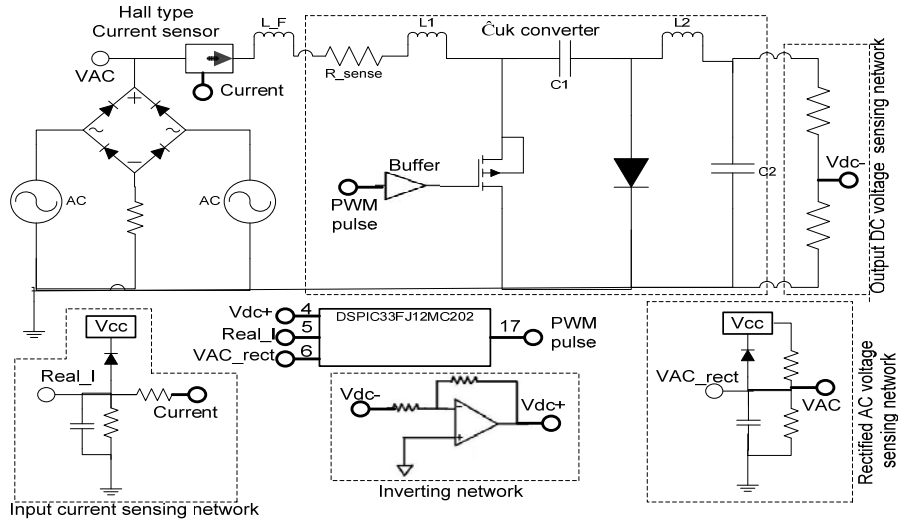 Hall type
Current sensor
L_F
L1
Ĉuk converter
L2
VAC
Current
R_sense
C1
Buffer
PWM
pulse
AC
AC
C2
Vdc-
Output DC voltage
sensing network
Vcc
Real_I
Current
Input current sensing network
Vdc+ 4
Real_I 5
VAC_rect 6
DSPIC33FJ12MC202
17
PWM
pulse
Vdc-
Vdc+
Inverting network
Vcc
VAC_rect
VAC
Rectified AC voltage
sensing network